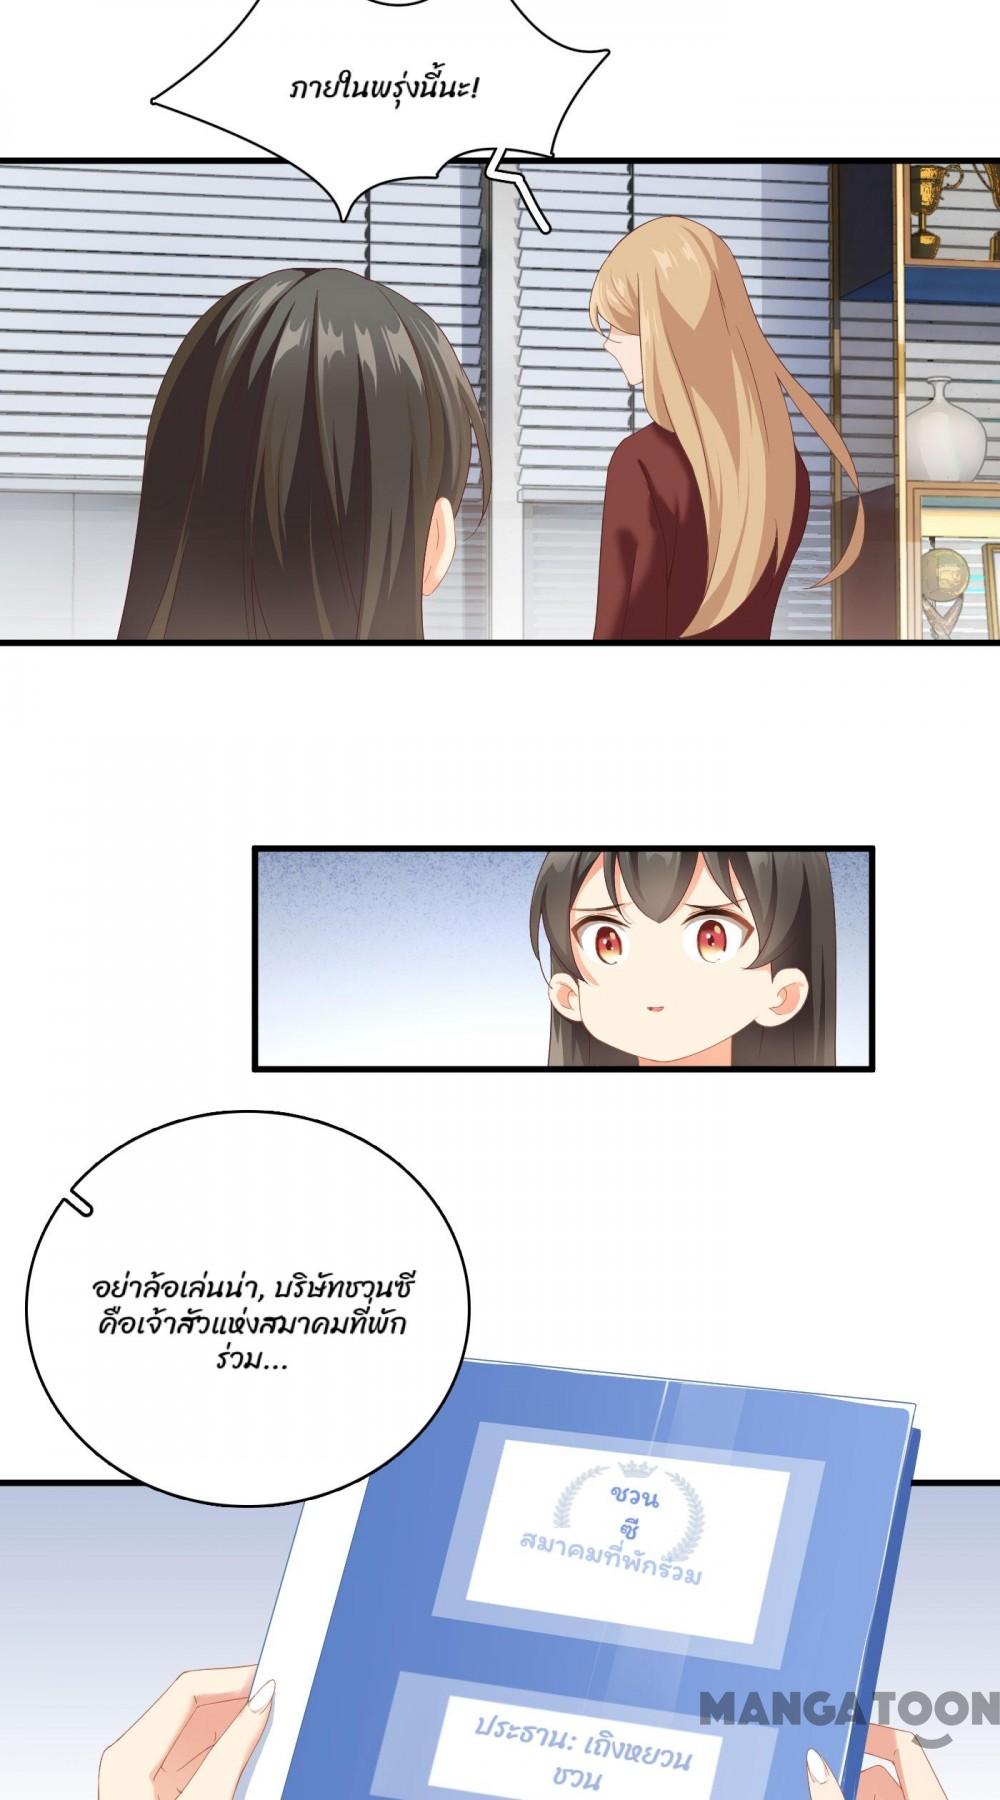 ภายในพรุ่งนี้นะ!
อย่าล้อเล่นน่า, บริษัทชวนซี
คือเจ้าสัวแห่งสมาคมที่พัก
ร่วม...
ชวน
ซี
สมาคมที่พักร่วม
ประธาน: เถิงหยวน
ชวน
MANGATOON